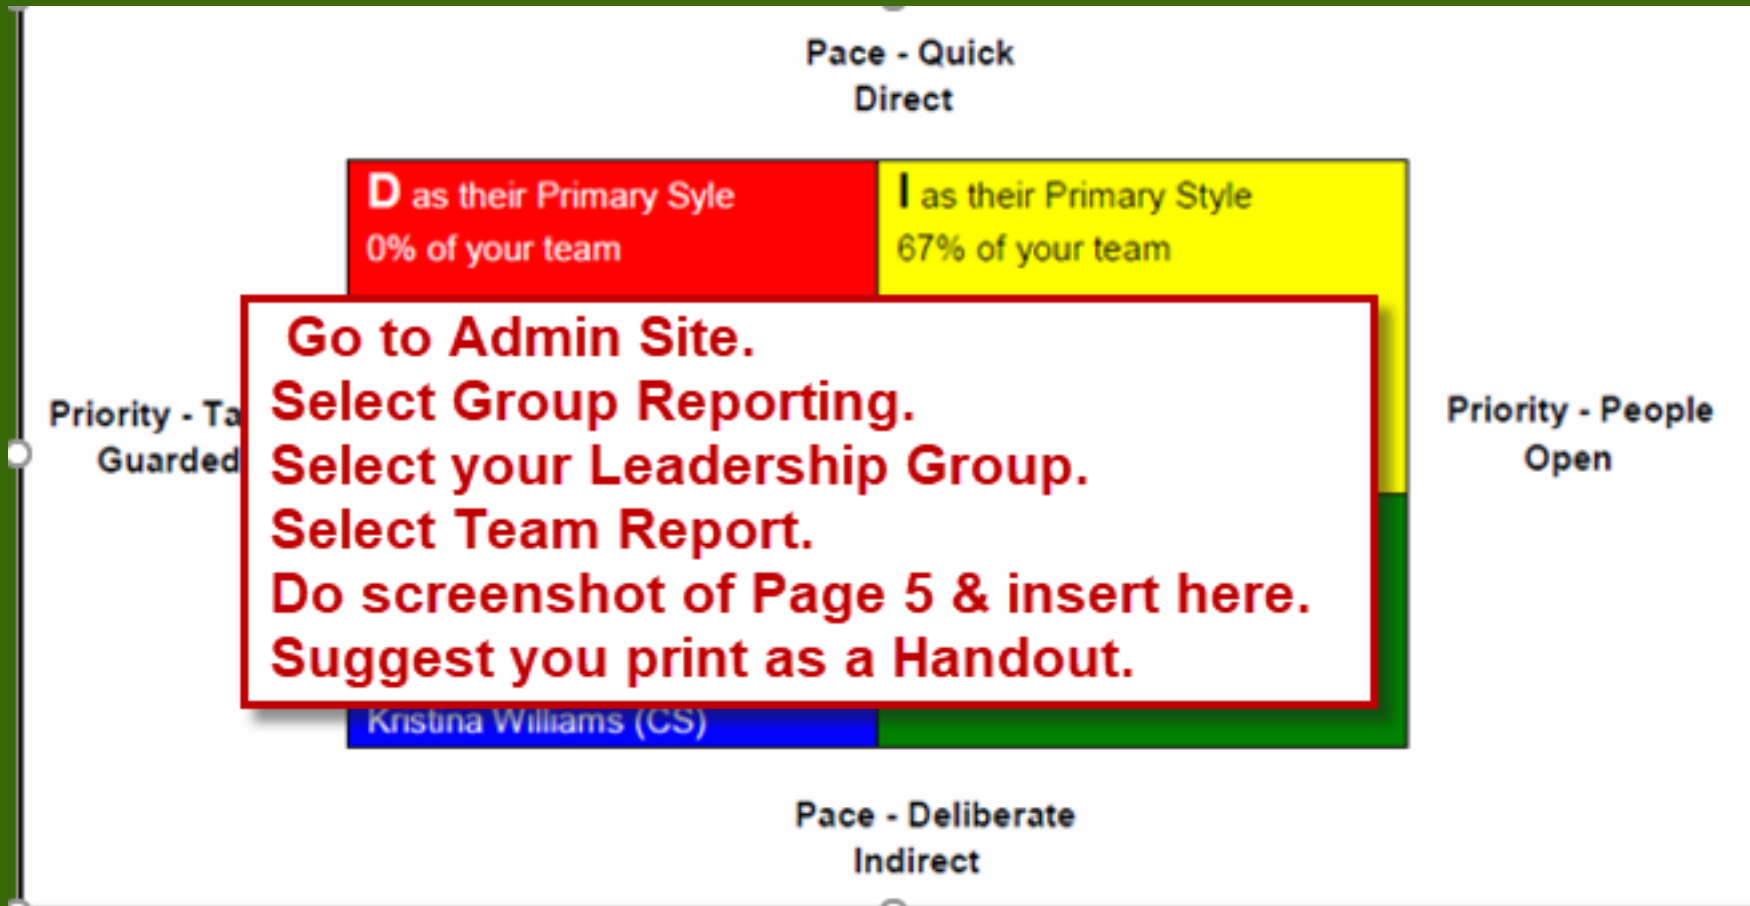 Pace - Quick
Direct
D as their Primary Syle
0% of your team
I as their Primary Style
67% of your team
Priority - Ta
Guarded
Go to Admin Site.
Select Group Reporting.
Select your Leadership Group.
Select Team Report.
Do screenshot of Page 5 & insert here.
Suggest you print as a Handout.
Priority - People
Open
Kristina Williams (CS)
Pace - Deliberate
Indirect